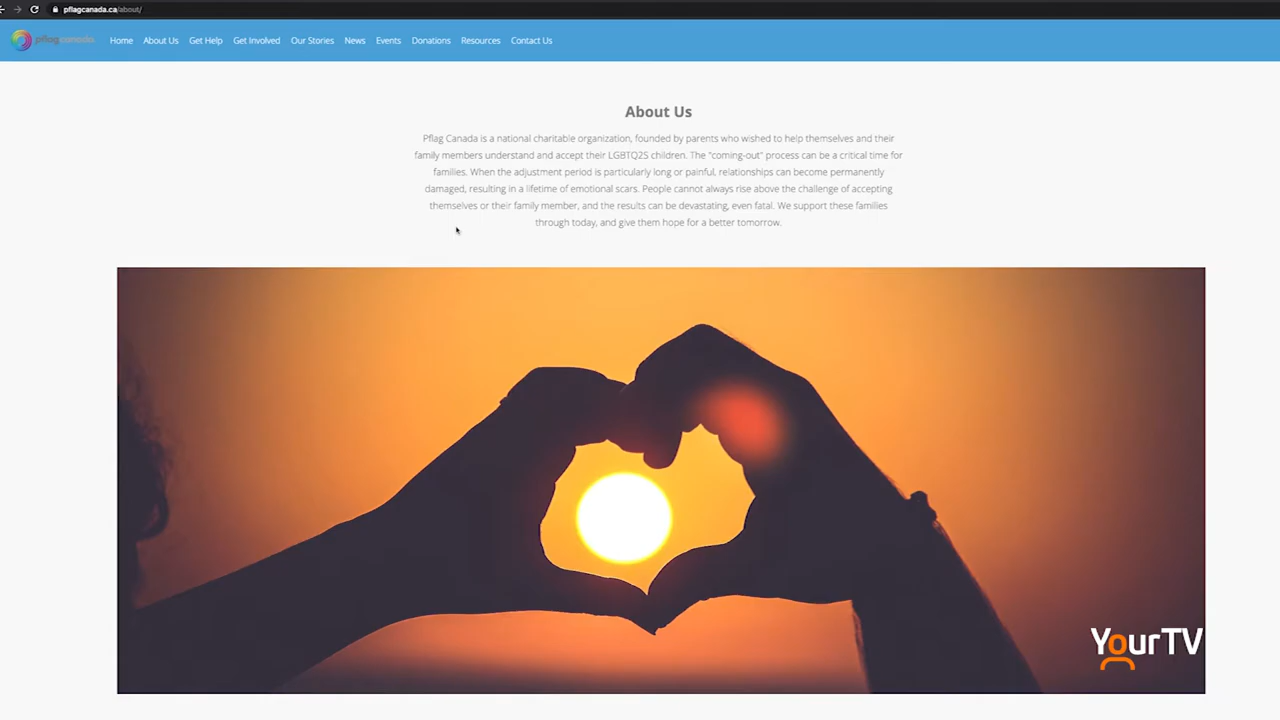 pflagcanada.ca/about/
pflagcanada
Home About Us Get Help Get Involved Our Stories News Events Donations Resources Contact Us
About Us
Pflag Canada is a national charitable organization, founded by parents who wished to help themselves and their
family members understand and accept their LGBTQ2S children. The "coming-out" process can be a critical time for
families. When the adjustment period is particularly long or painful, relationships can become permanently
damaged, resulting in a lifetime of emotional scars. People cannot always rise above the challenge of accepting
themselves or their family member, and the results can be devastating, even fatal. We support these families
through today, and give them hope for a better tomorrow.
YourTV